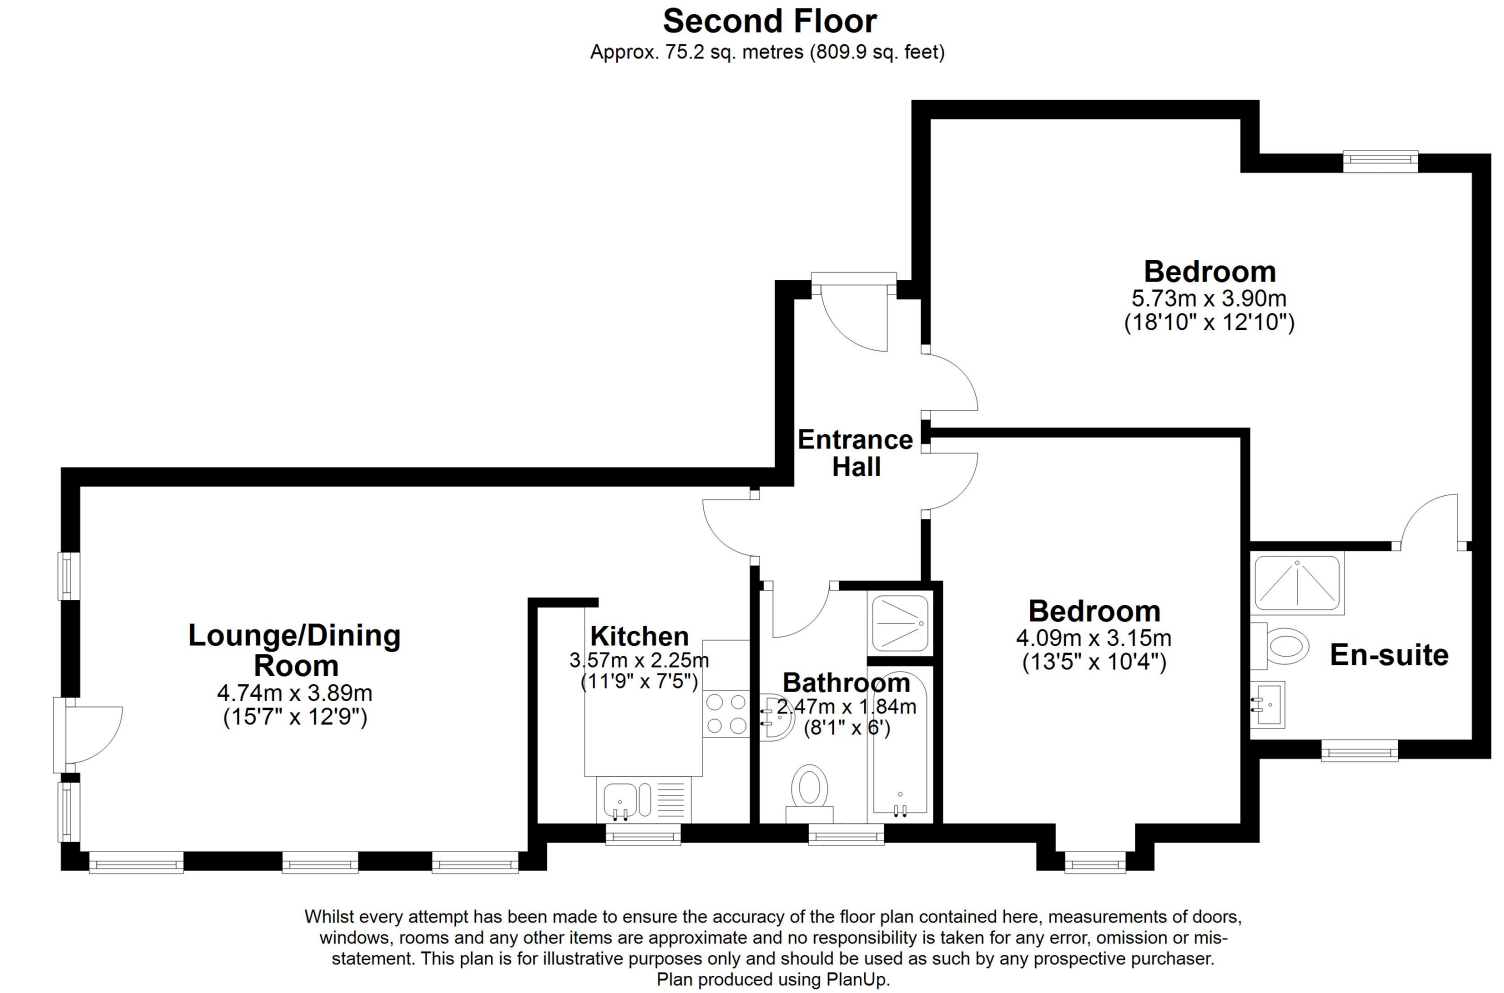 Second Floor
Approx. 75.2 sq. metres (809.9 sq. feet)
Bedroom
5.73m x 3.90m
(18'10" x 12'10")
Entrance
Hall
Lounge/Dining
Room
4.74m x 3.89m
(15'7" x 12'9")
Kitchen
3.57m x 2.25m
(11'9" x 7'5")
Bathroom
2.47m x 1.84m
(8'1" x 6')
Bedroom
4.09m x 3.15m
(13'5" x 10'4")
En-suite
Whilst every attempt has been made to ensure the accuracy of the floor plan contained here, measurements of doors,
windows, rooms and any other items are approximate and no responsibility is taken for any error, omission or mis-
statement. This plan is for illustrative purposes only and should be used as such by any prospective purchaser.
Plan produced using PlanUp.